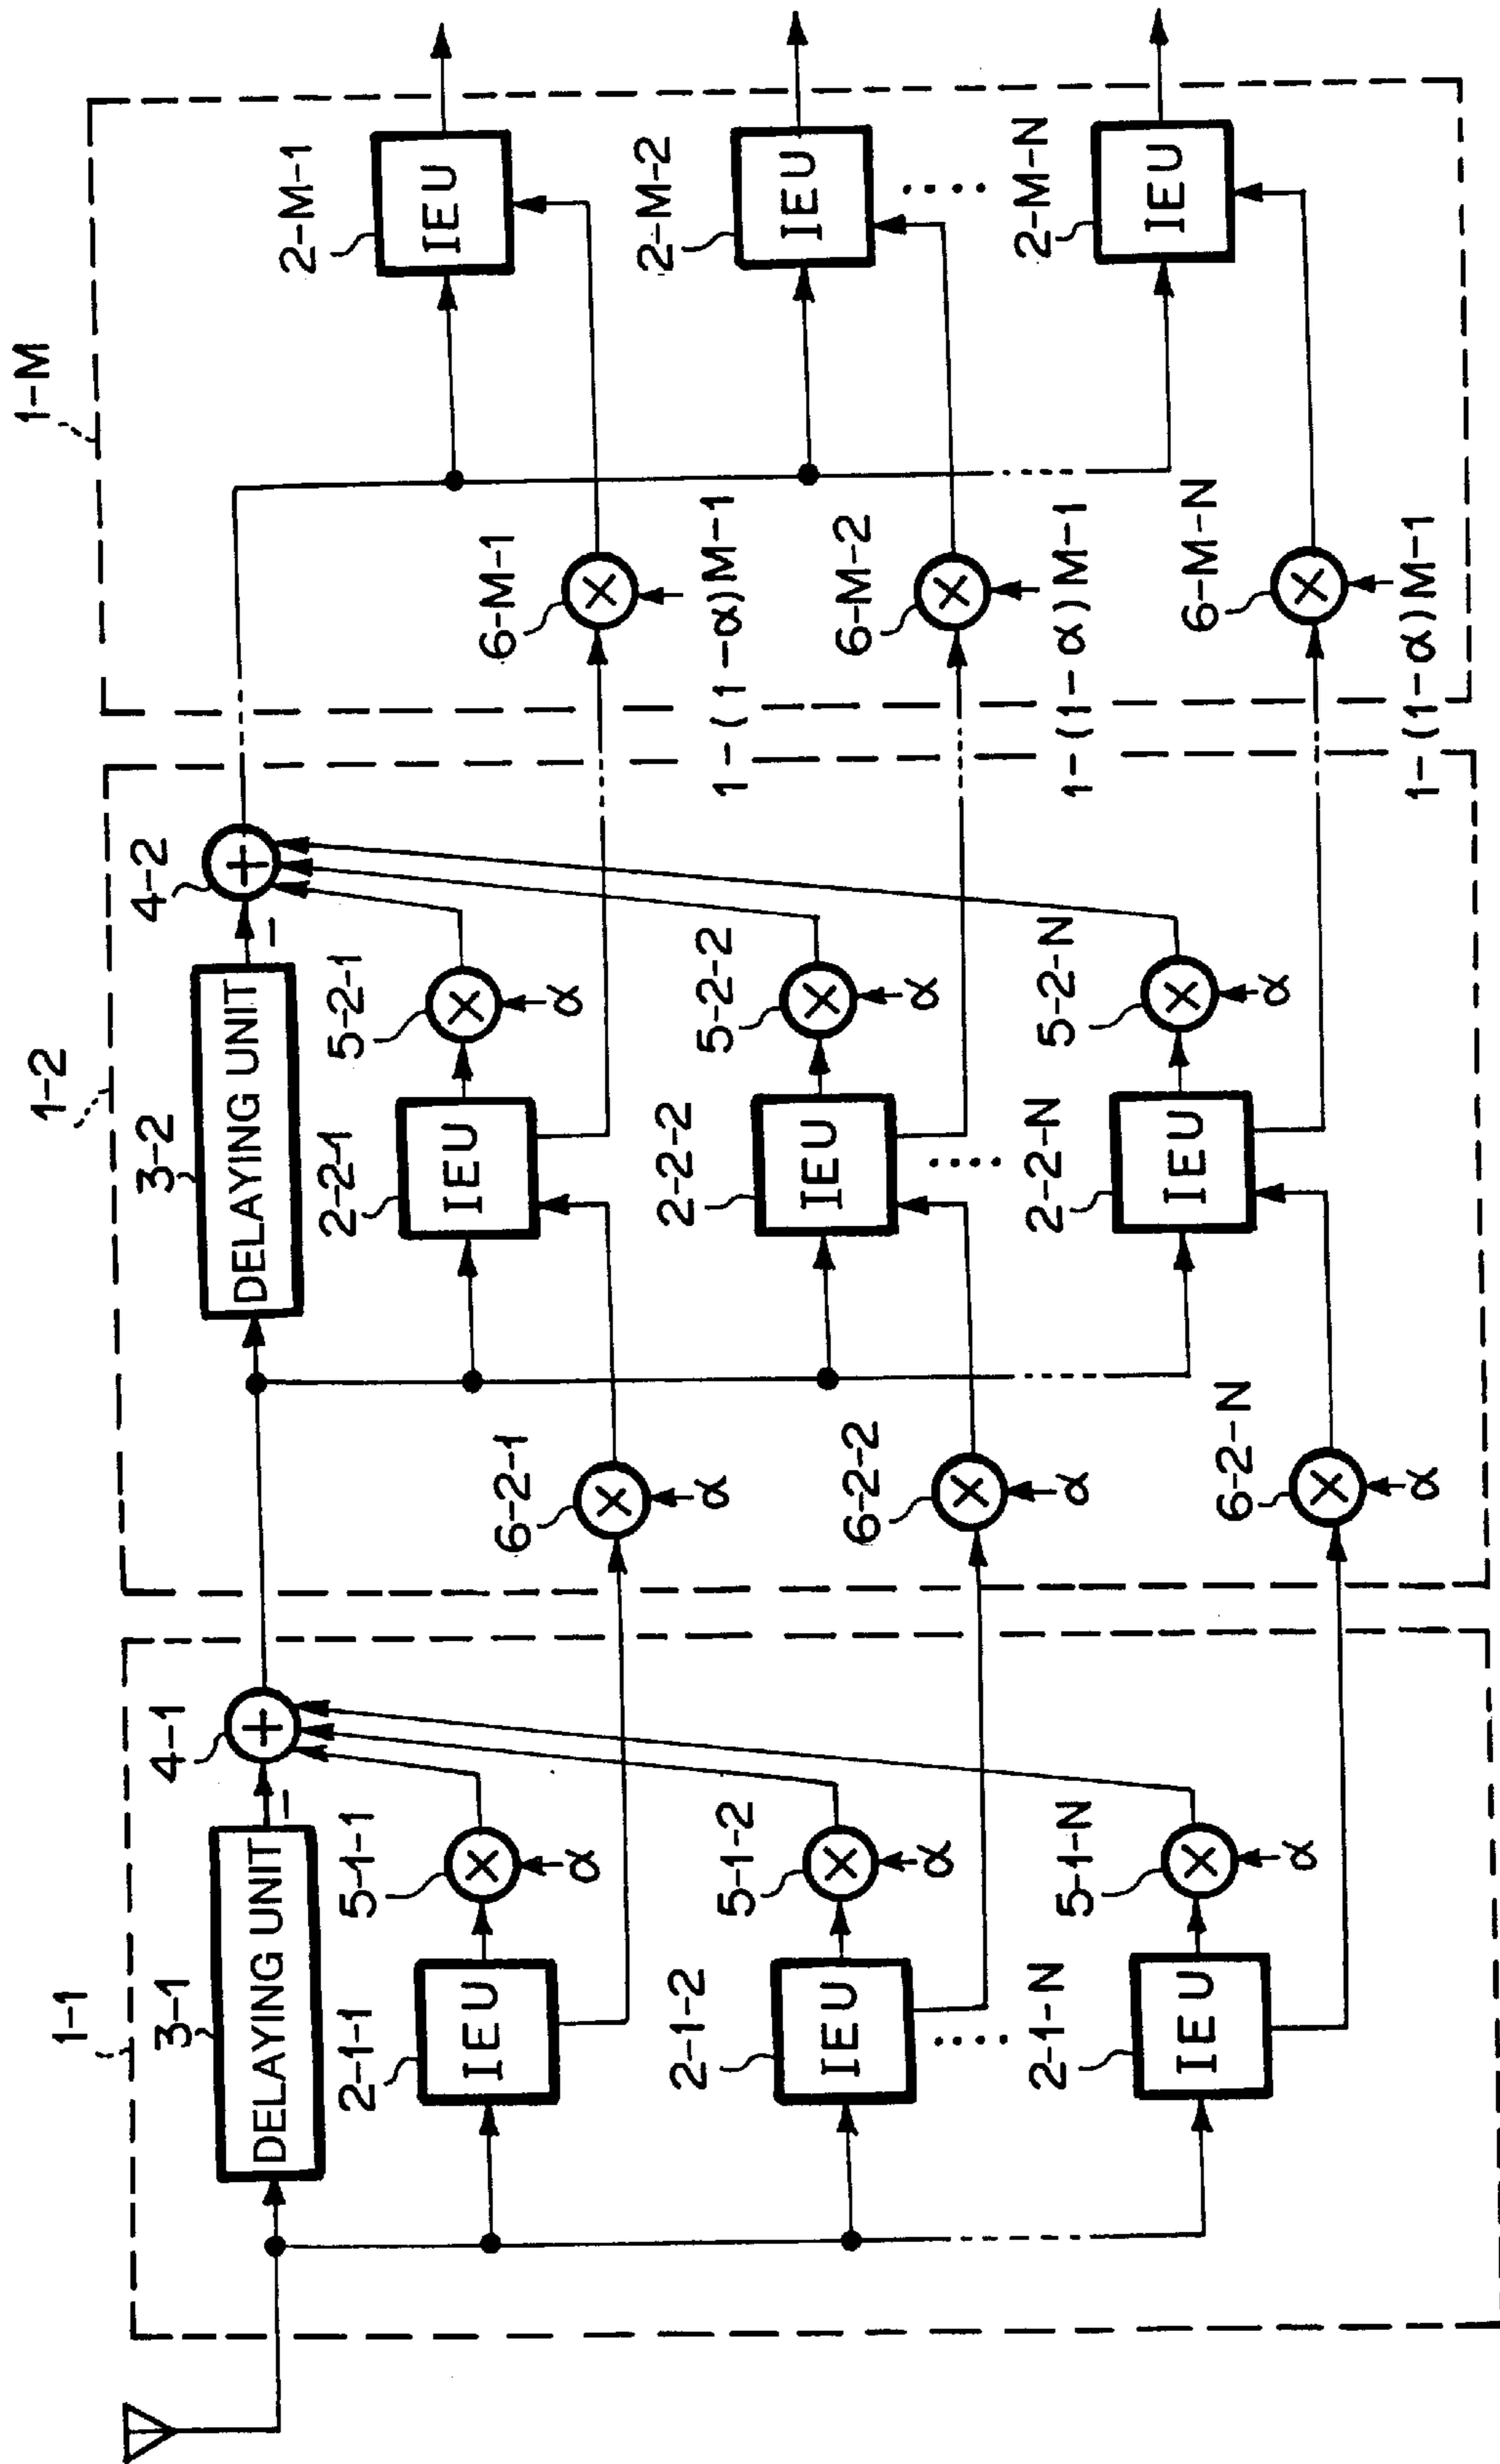 1-1
3-1
DELAYING UNIT
4-1
2-1-1
IEU
5-1-1
α
2-1-2
IEU
5-1-2
α
2-1-N
IEU
5-1-N
α
1-2
3-2
DELAYING UNIT
4-2
6-2-1
α
2-2-1
IEU
5-2-1
α
6-2-2
α
2-2-2
IEU
5-2-2
α
6-2-N
α
2-2-N
IEU
5-2-N
α
1-M
6-M-1
1-(1-α)M-1
2-M-1
IEU
6-M-2
1-(1-α)M-1
2-M-2
IEU
6-M-N
1-(1-α)M-1
2-M-N
IEU